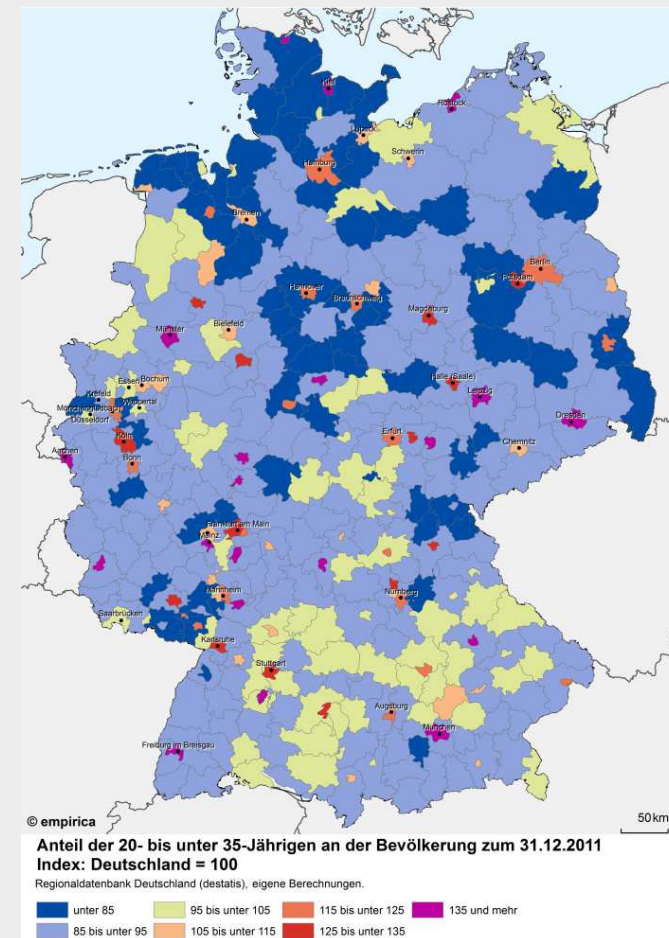 Kiel
Rostock
Lübeck
Schwerin
Hamburg
Bremen
Berlin
Potsdam
Hannover
Braunschweig
Magdeburg
Bielefeld
Münster
Essen
Bochum
Krefeld
Wuppertal
Mönchengladbach
Düsseldorf
Halle (Saale)
Leipzig
Dresden
Köln
Aachen
Bonn
Erfurt
Chemnitz
Frankfurt am Main
Mainz
Mannheim
Nürnberg
Saarbrücken
Karlsruhe
Stuttgart
Augsburg
München
Freiburg im Breisgau
© empirica
50 km
Anteil der 20- bis unter 35-Jährigen an der Bevölkerung zum 31.12.2011
Index: Deutschland = 100
Regionaldatenbank Deutschland (destatis), eigene Berechnungen.
unter 85
95 bis unter 105
115 bis unter 125
135 und mehr
85 bis unter 95
105 bis unter 115
125 bis unter 135